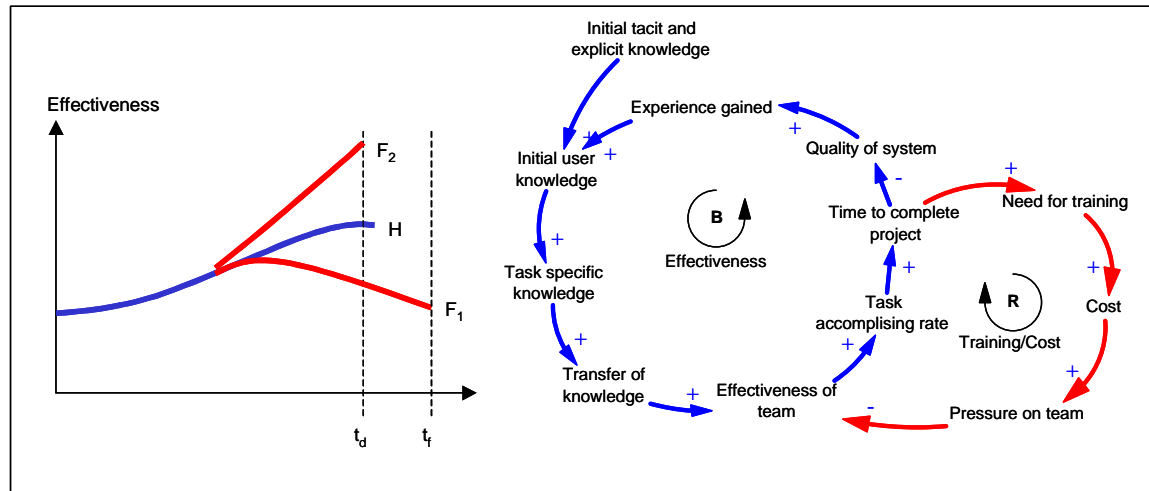 Effectiveness
F2
H
F1
td
tf
Initial tacit and
explicit knowledge
Experience gained
+
+
+
Initial user
knowledge
Quality of system
-
+
Need for training
Time to complete
project
B
Effectiveness
+
+
+
Task specific
knowledge
Task
accomplising rate
R
Training/Cost
Cost
+
+
+
Transfer of
knowledge
+
Effectiveness of
team
-
Pressure on team